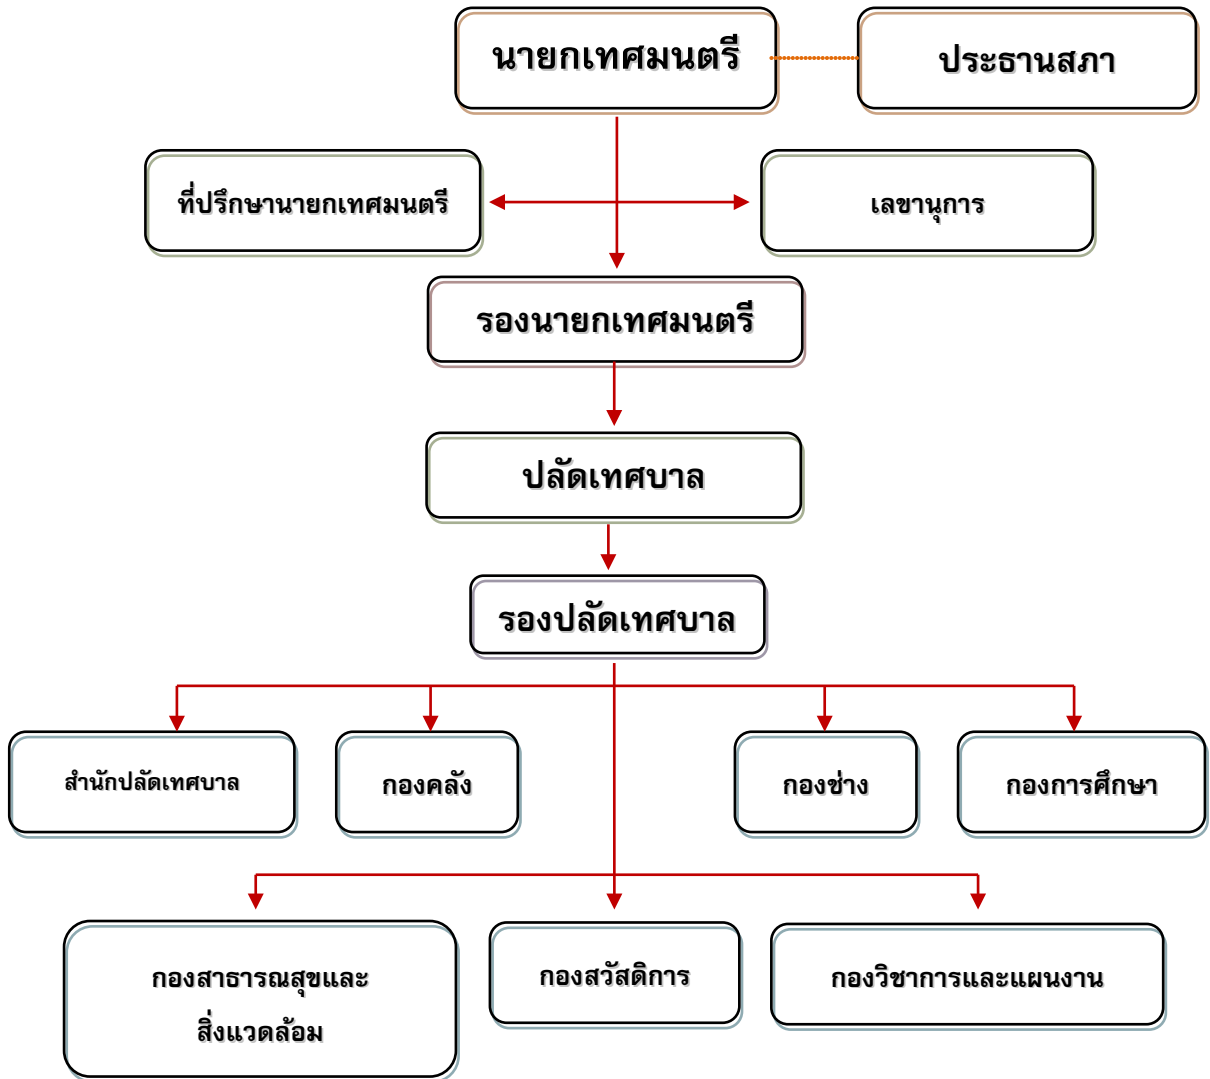 นายกเทศมนตรี
ประธานสภา
ที่ปรึกษานายกเทศมนตรี
เลขานุการ
รองนายกเทศมนตรี
ปลัดเทศบาล
รองปลัดเทศบาล
สำนักปลัดเทศบาล
กองคลัง
กองช่าง
กองการศึกษา
กองสาธารณสุขและ
สิ่งแวดล้อม
กองสวัสดิการ
กองวิชาการและแผนงาน